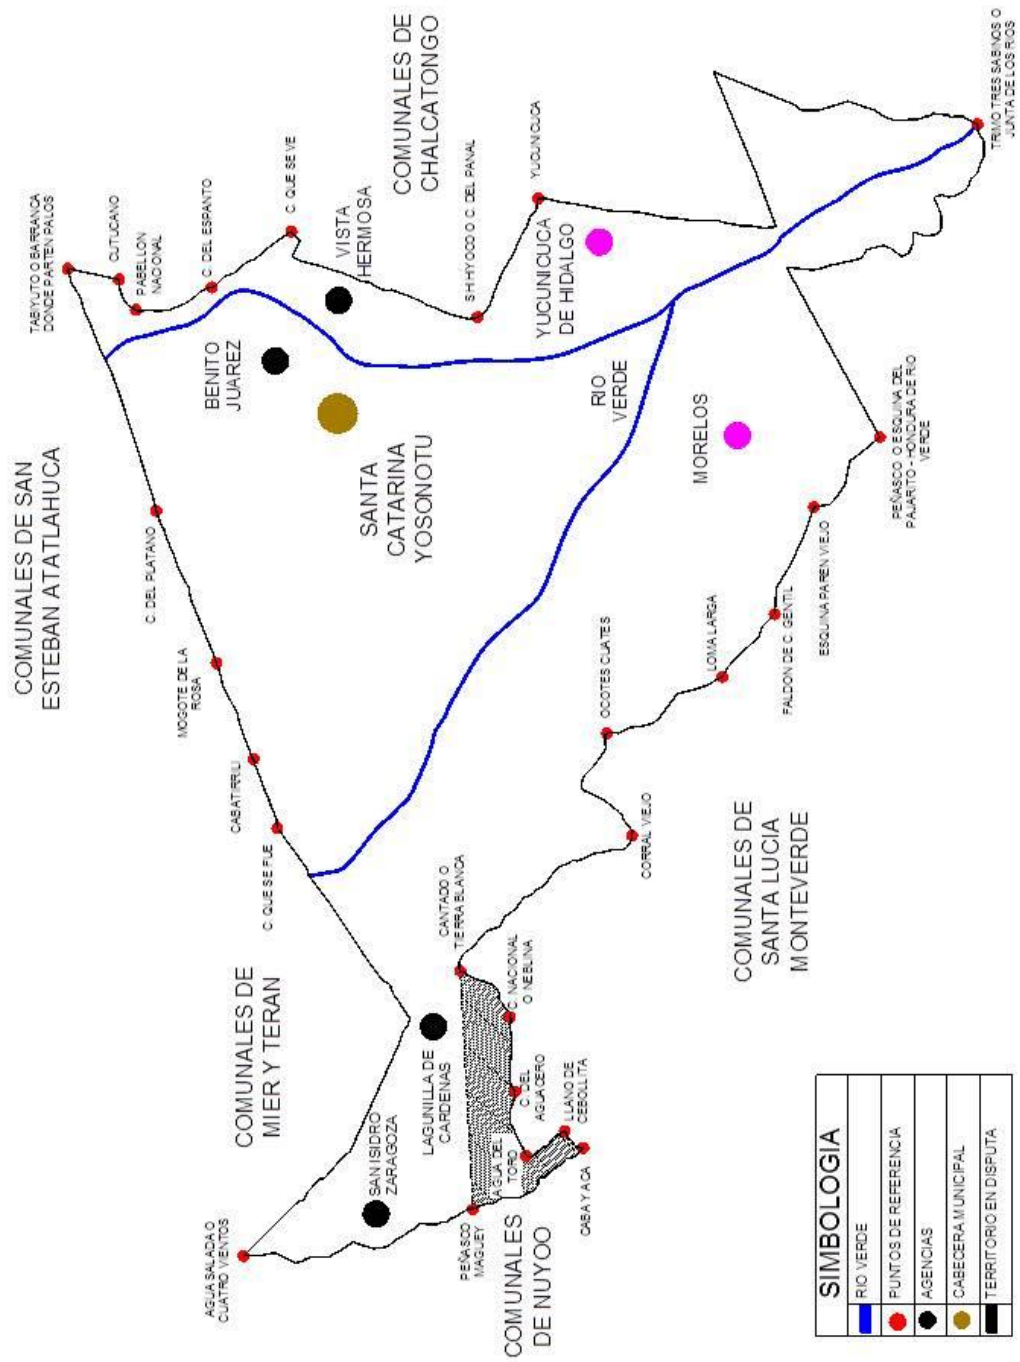 COMUNALES DE SAN
ESTEBAN ATATLAHUCA
COMUNALES DE
CHALCATONGO
COMUNALES DE
MIER Y TERAN
COMUNALES
DE NUYOO
COMUNALES DE
SANTA LUCIA
MONTEVERDE
TABIYUTO O BARRANCA
DONDE PARTEN PALOS
CUTUCANO
PABELLON
NACIONAL
C. DEL ESPANTO
C. QUE SE VE
VISTA
HERMOSA
BENITO
JUAREZ
SANTA
CATARINA
YOSONOTU
SHHYOCO O C. DEL PANAL
YUCUNICUCA
YUCUNICUCA
DE HIDALGO
RIO
VERDE
MORELOS
TRINO TRES SABINOS O
JUNTA DE LOS RIOS
PEÑASCO O ESQUINA DEL
PAJARITO - HONDURA DE RIO
VERDE
ESQUINA PAREN VIEJO
FALDON DE C. GENTIL
LOMA LARGA
OCOTES CUATES
CORRAL VIEJO
C. DEL PLATANO
MOGOTE DE LA
ROSA
CABATIRRILI
C. QUE SE FUE
CANTADO O
TIERRA BLANCA
C. NACIONAL
O NEBLINA
C. DEL
AGUACERO
LLANO DE
CEBOLLITA
CABA Y ACA
AGUA DEL
TORO
PEÑASCO
MAGUEY
LAGUNILLA DE
CARDENAS
SAN ISIDRO
ZARAGOZA
AGUA SALADA O
CUATRO VIENTOS
SIMBOLOGIA
RIO VERDE
PUNTOS DE REFERENCIA
AGENCIAS
CABECERA MUNICIPAL
TERRITORIO EN DISPUTA